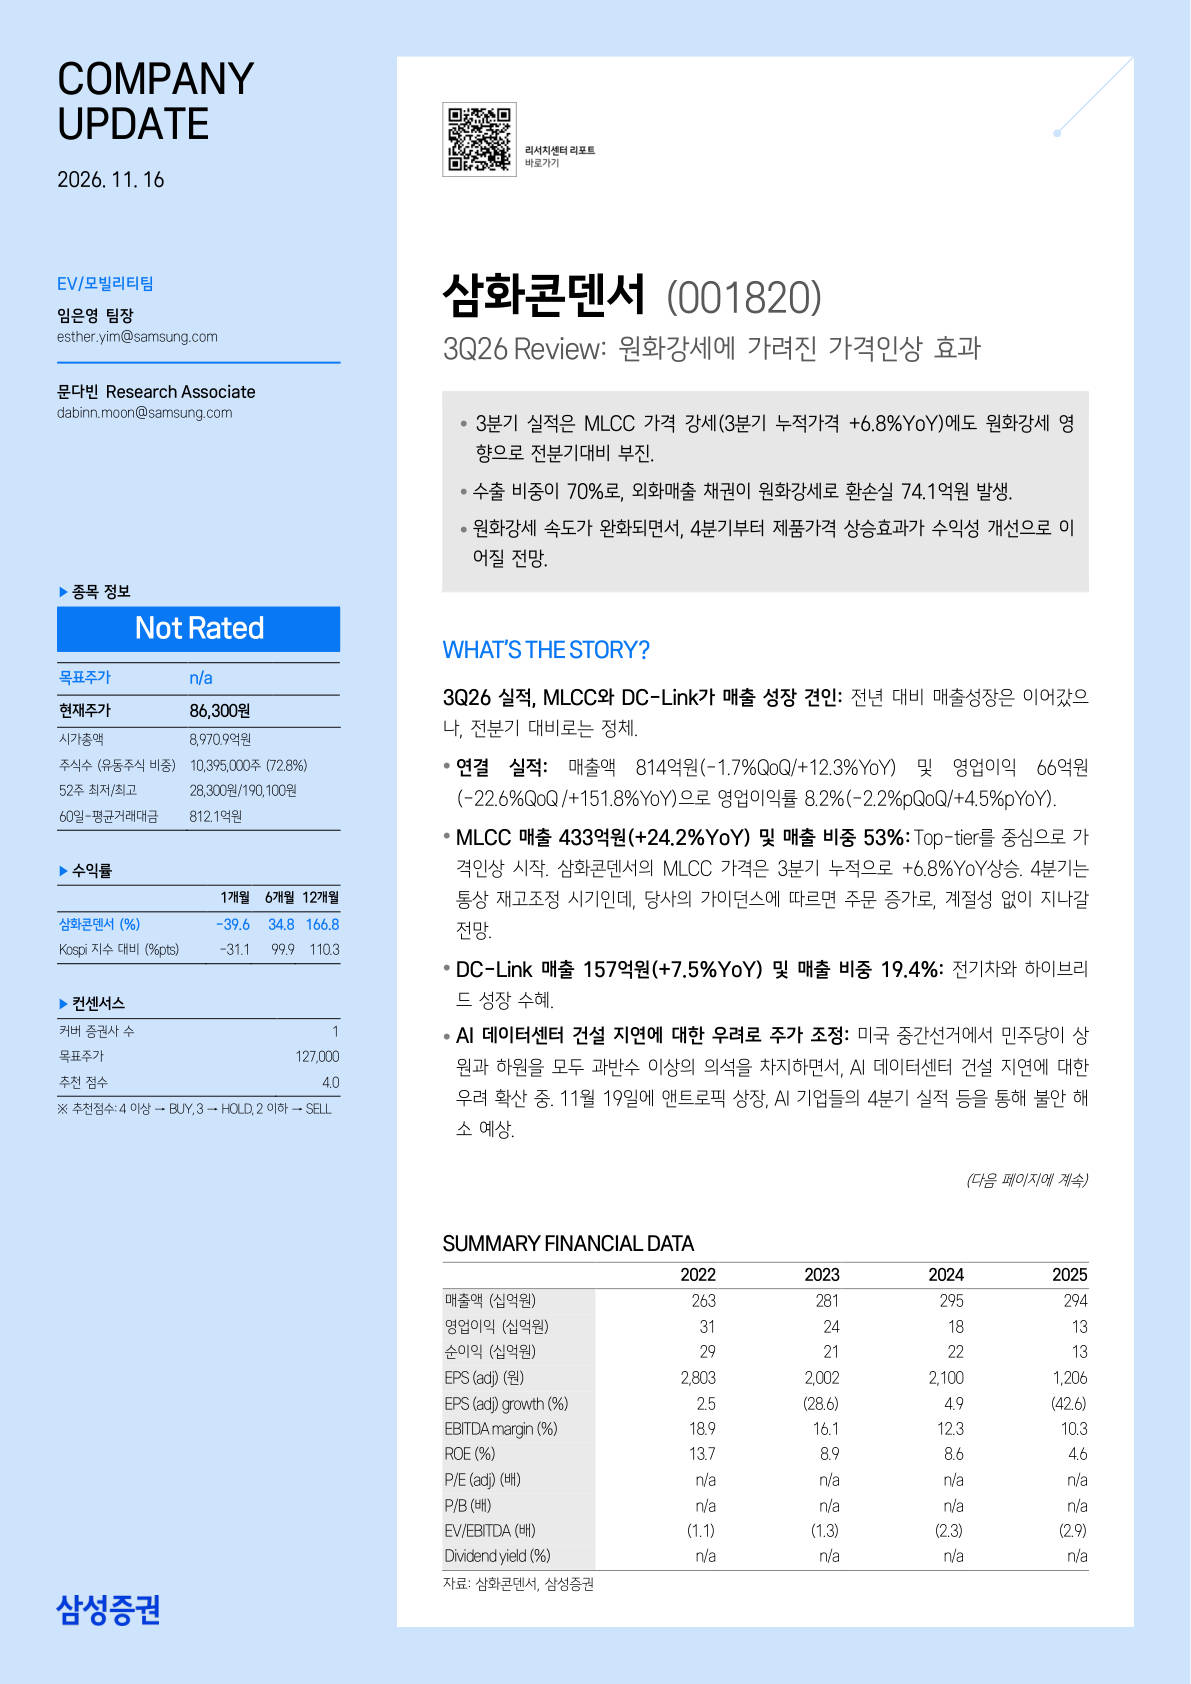 COMPANY
UPDATE
2026. 11. 16
EV/모빌리티팀
임은영 팀장
esther.yim@samsung.com
문다빈 Research Associate
dabinn.moon@samsung.com
▶ 종목 정보
Not Rated
목표주가 n/a
현재주가 86,300원
시가총액 8,970.9억원
주식수 (유동주식 비중) 10,395,000주 (72.8%)
52주 최저/최고 28,300원/190,100원
60일-평균거래대금 812.1억원
▶ 수익률
1개월 6개월 12개월
삼화콘덴서 (%) -39.6 34.8 166.8
Kospi 지수 대비 (%pts) -31.1 99.9 110.3
▶ 컨센서스
커버 증권사 수 1
목표주가 127,000
추천 점수 4.0
※ 추천점수: 4 이상 → BUY, 3 → HOLD, 2 이하 → SELL
삼성증권
리서치센터 리포트
바로가기
삼화콘덴서 (001820)
3Q26 Review: 원화강세에 가려진 가격인상 효과
• 3분기 실적은 MLCC 가격 강세(3분기 누적가격 +6.8%YoY)에도 원화강세 영
향으로 전분기대비 부진.
• 수출 비중이 70%로, 외화매출 채권이 원화강세로 환손실 74.1억원 발생.
• 원화강세 속도가 완화되면서, 4분기부터 제품가격 상승효과가 수익성 개선으로 이
어질 전망.
WHAT'S THE STORY?
3Q26 실적, MLCC와 DC-Link가 매출 성장 견인: 전년 대비 매출성장은 이어갔으
나, 전분기 대비로는 정체.
• 연결 실적: 매출액 814억원(-1.7%QoQ/+12.3%YoY) 및 영업이익 66억원
(-22.6%QoQ /+151.8%YoY)으로 영업이익률 8.2%(-2.2%pQoQ/+4.5%pYoY).
• MLCC 매출 433억원(+24.2%YoY) 및 매출 비중 53%: Top-tier를 중심으로 가
격인상 시작. 삼화콘덴서의 MLCC 가격은 3분기 누적으로 +6.8%YoY상승. 4분기는
통상 재고조정 시기인데, 당사의 가이던스에 따르면 주문 증가로, 계절성 없이 지나갈
전망.
• DC-Link 매출 157억원(+7.5%YoY) 및 매출 비중 19.4%: 전기차와 하이브리
드 성장 수혜.
• AI 데이터센터 건설 지연에 대한 우려로 주가 조정: 미국 중간선거에서 민주당이 상
원과 하원을 모두 과반수 이상의 의석을 차지하면서, AI 데이터센터 건설 지연에 대한
우려 확산 중. 11월 19일에 앤트로픽 상장, AI 기업들의 4분기 실적 등을 통해 불안 해
소 예상.
(다음 페이지에 계속)
SUMMARY FINANCIAL DATA
2022 2023 2024 2025
매출액 (십억원) 263 281 295 294
영업이익 (십억원) 31 24 18 13
순이익 (십억원) 29 21 22 13
EPS (adj) (원) 2,803 2,002 2,100 1,206
EPS (adj) growth (%) 2.5 (28.6) 4.9 (42.6)
EBITDA margin (%) 18.9 16.1 12.3 10.3
ROE (%) 13.7 8.9 8.6 4.6
P/E (adj) (배) n/a n/a n/a n/a
P/B (배) n/a n/a n/a n/a
EV/EBITDA (배) (1.1) (1.3) (2.3) (2.9)
Dividend yield (%) n/a n/a n/a n/a
자료: 삼화콘덴서, 삼성증권